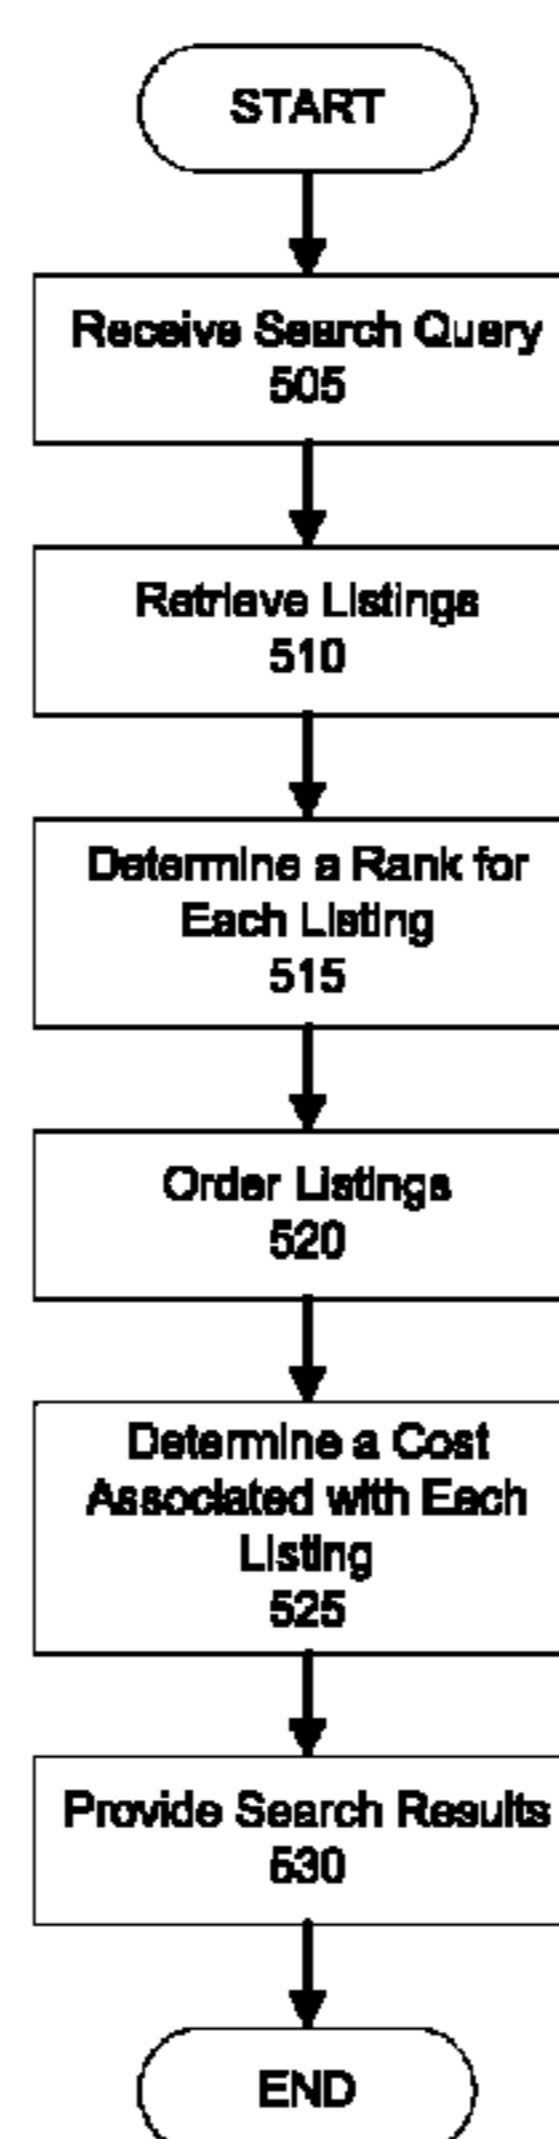 START
Receive Search Query
505
Retrieve Listings
510
Determine a Rank for
Each Listing
515
Order Listings
520
Determine a Cost
Associated with Each
Listing
525
Provide Search Results
530
END